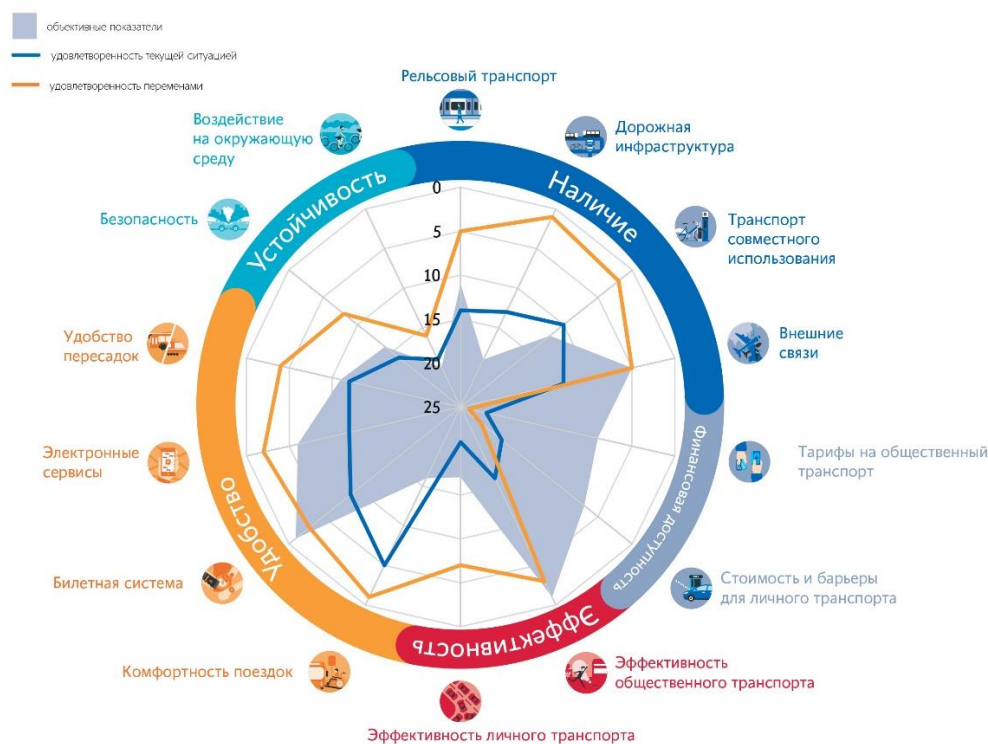 объективные показатели
удовлетворенность текущей ситуацией
удовлетворенность переменами
Рельсовый транспорт
Дорожная
инфраструктура
Транспорт
совместного
использования
Внешние
связи
Тарифы на общественный
транспорт
Стоимость и барьеры
для личного транспорта
Эффективность
общественного транспорта
Эффективность личного транспорта
Комфортность поездок
Билетная система
Электронные
сервисы
Удобство
пересадок
Безопасность
Воздействие
на окружающую
среду
Наличие
Финансовая доступность
Эффективность
Удобство
Устойчивость
0
5
10
15
20
25